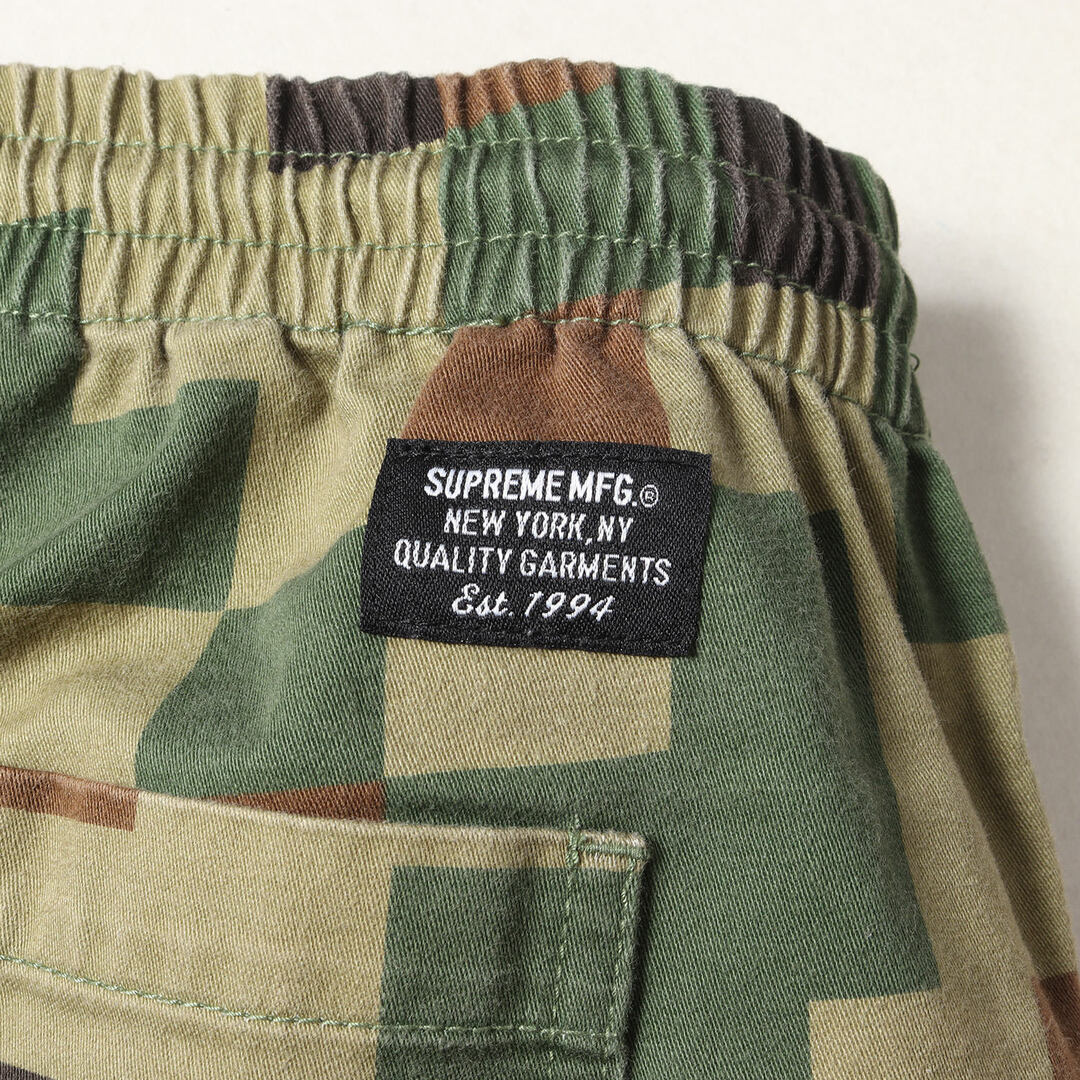 SUPREME MFG.®
NEW YORK, NY
QUALITY GARMENTS
Est. 1994